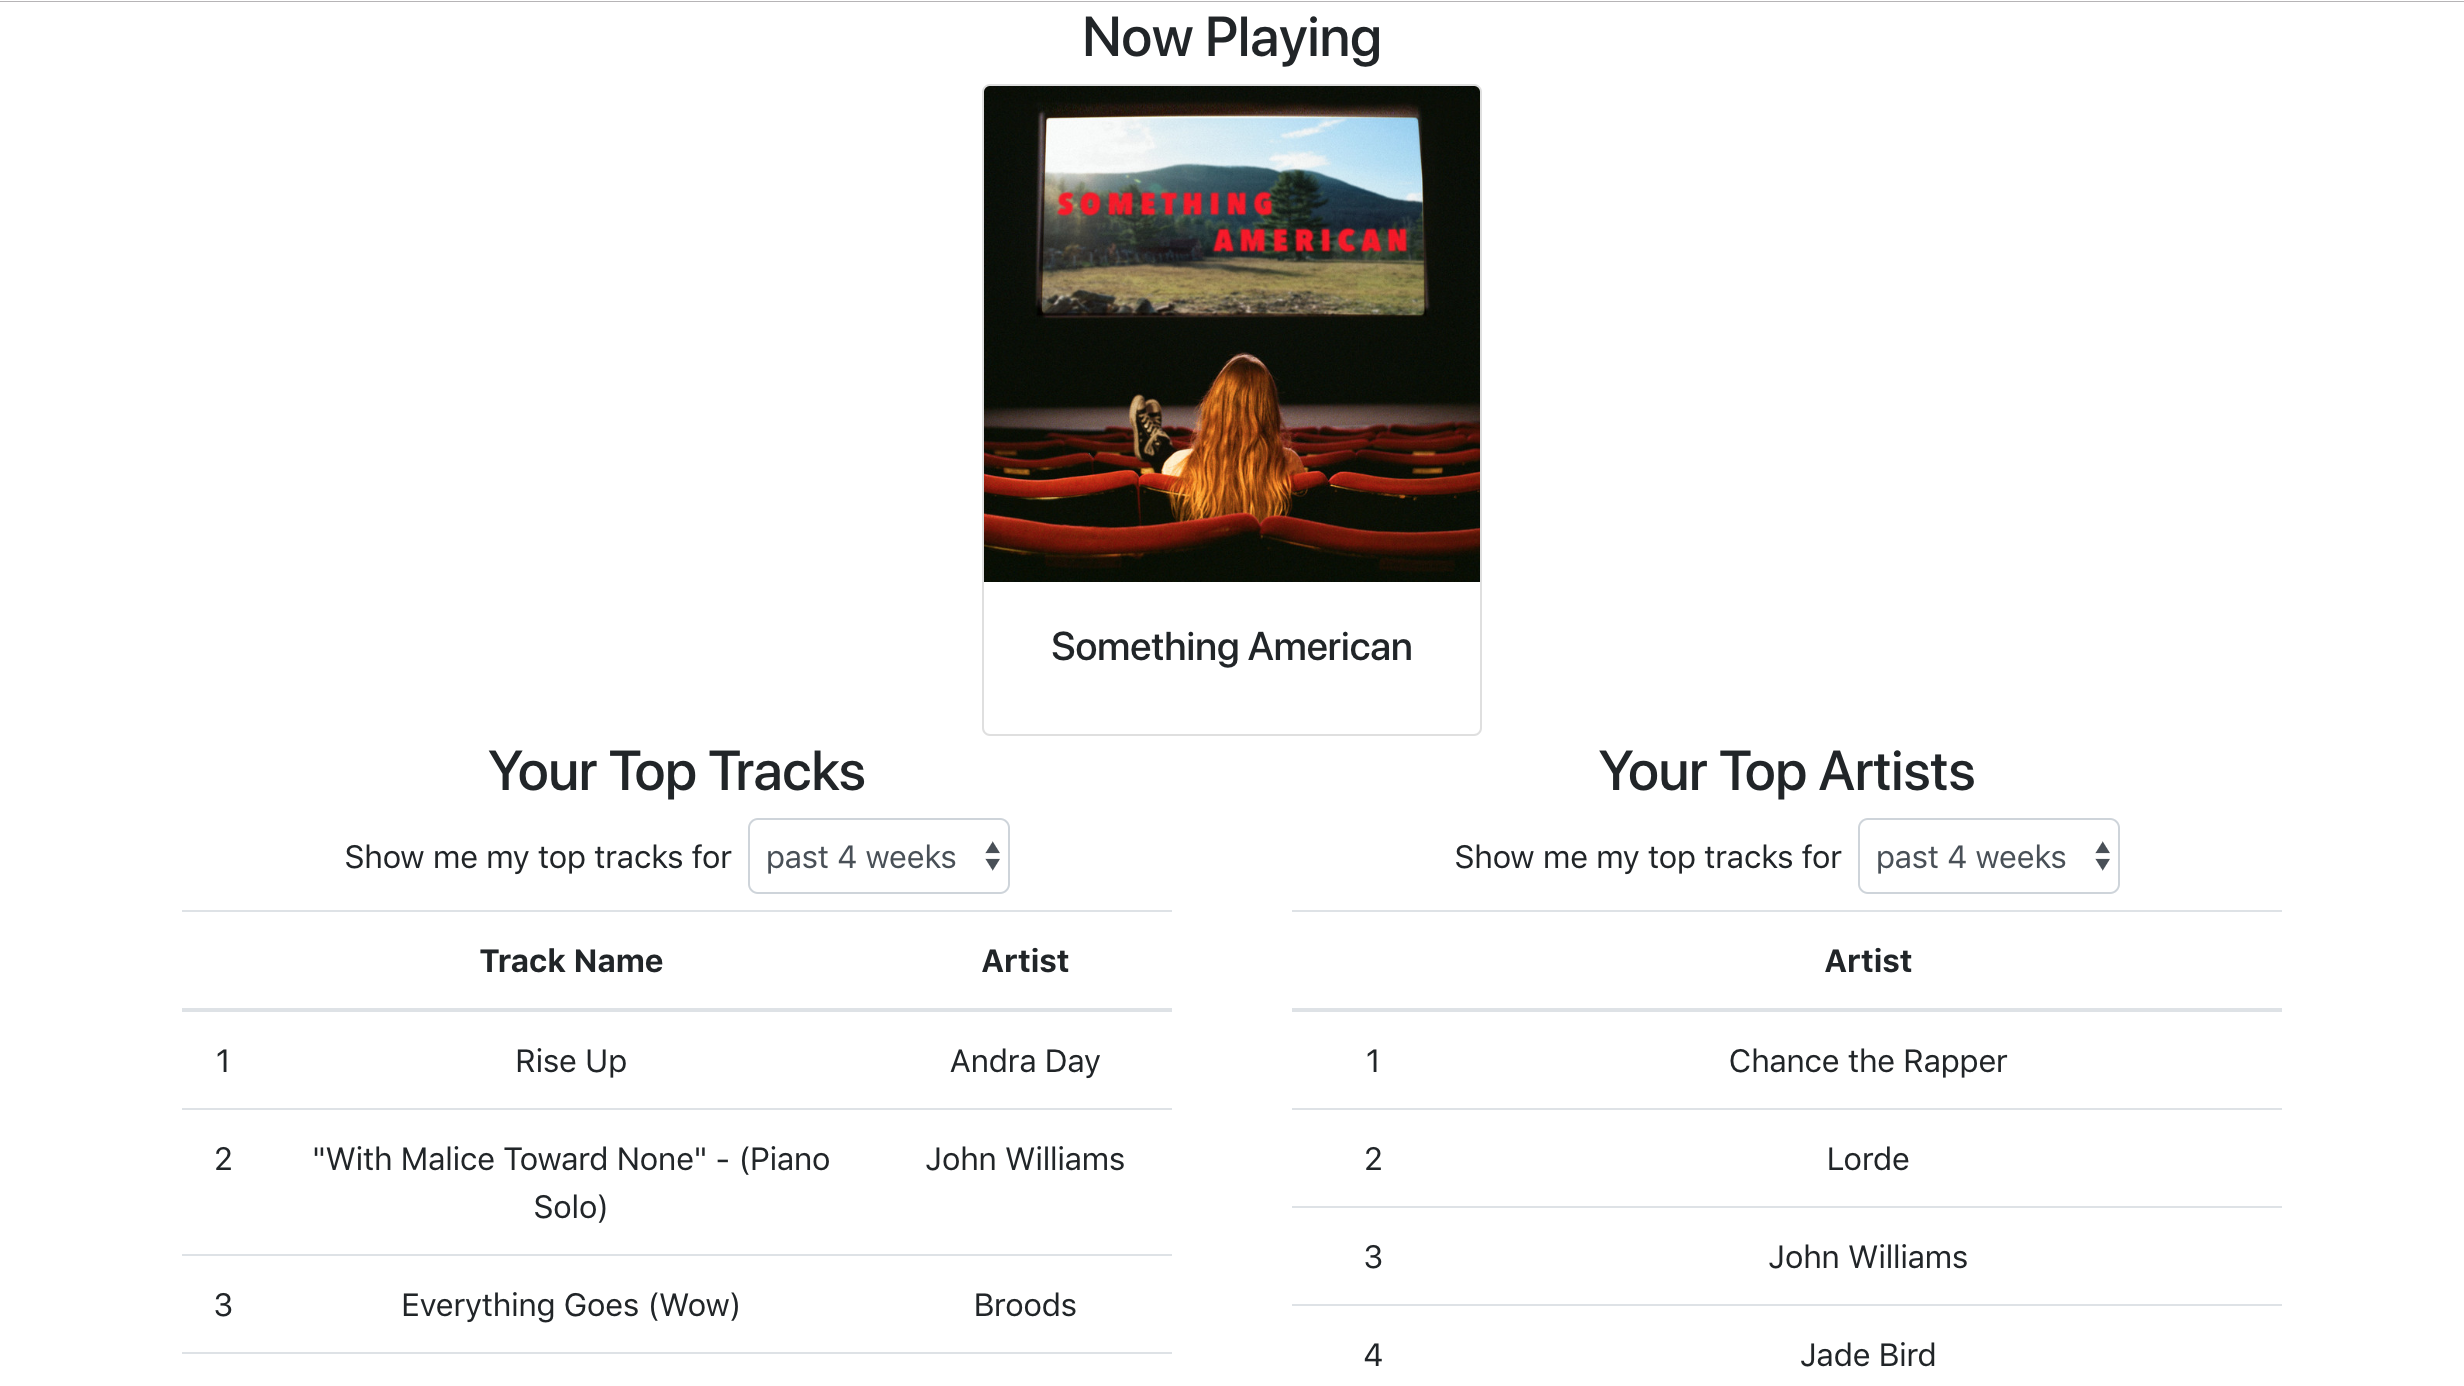 Now Playing
SOMETHING
AMERICAN
Something American
Your Top Tracks
Show me my top tracks for past 4 weeks
Track Name Artist
1 Rise Up Andra Day
2 "With Malice Toward None" - (Piano John Williams
Solo)
3 Everything Goes (Wow) Broods
Your Top Artists
Show me my top tracks for past 4 weeks
Artist
1 Chance the Rapper
2 Lorde
3 John Williams
4 Jade Bird